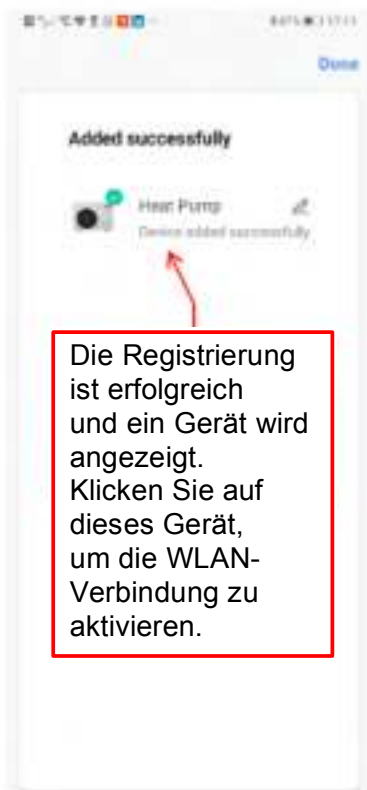 Done
Added successfully
Heat Pump
Device added successfully
Die Registrierung
ist erfolgreich
und ein Gerät wird
angezeigt.
Klicken Sie auf
dieses Gerät,
um die WLAN-
Verbindung zu
aktivieren.